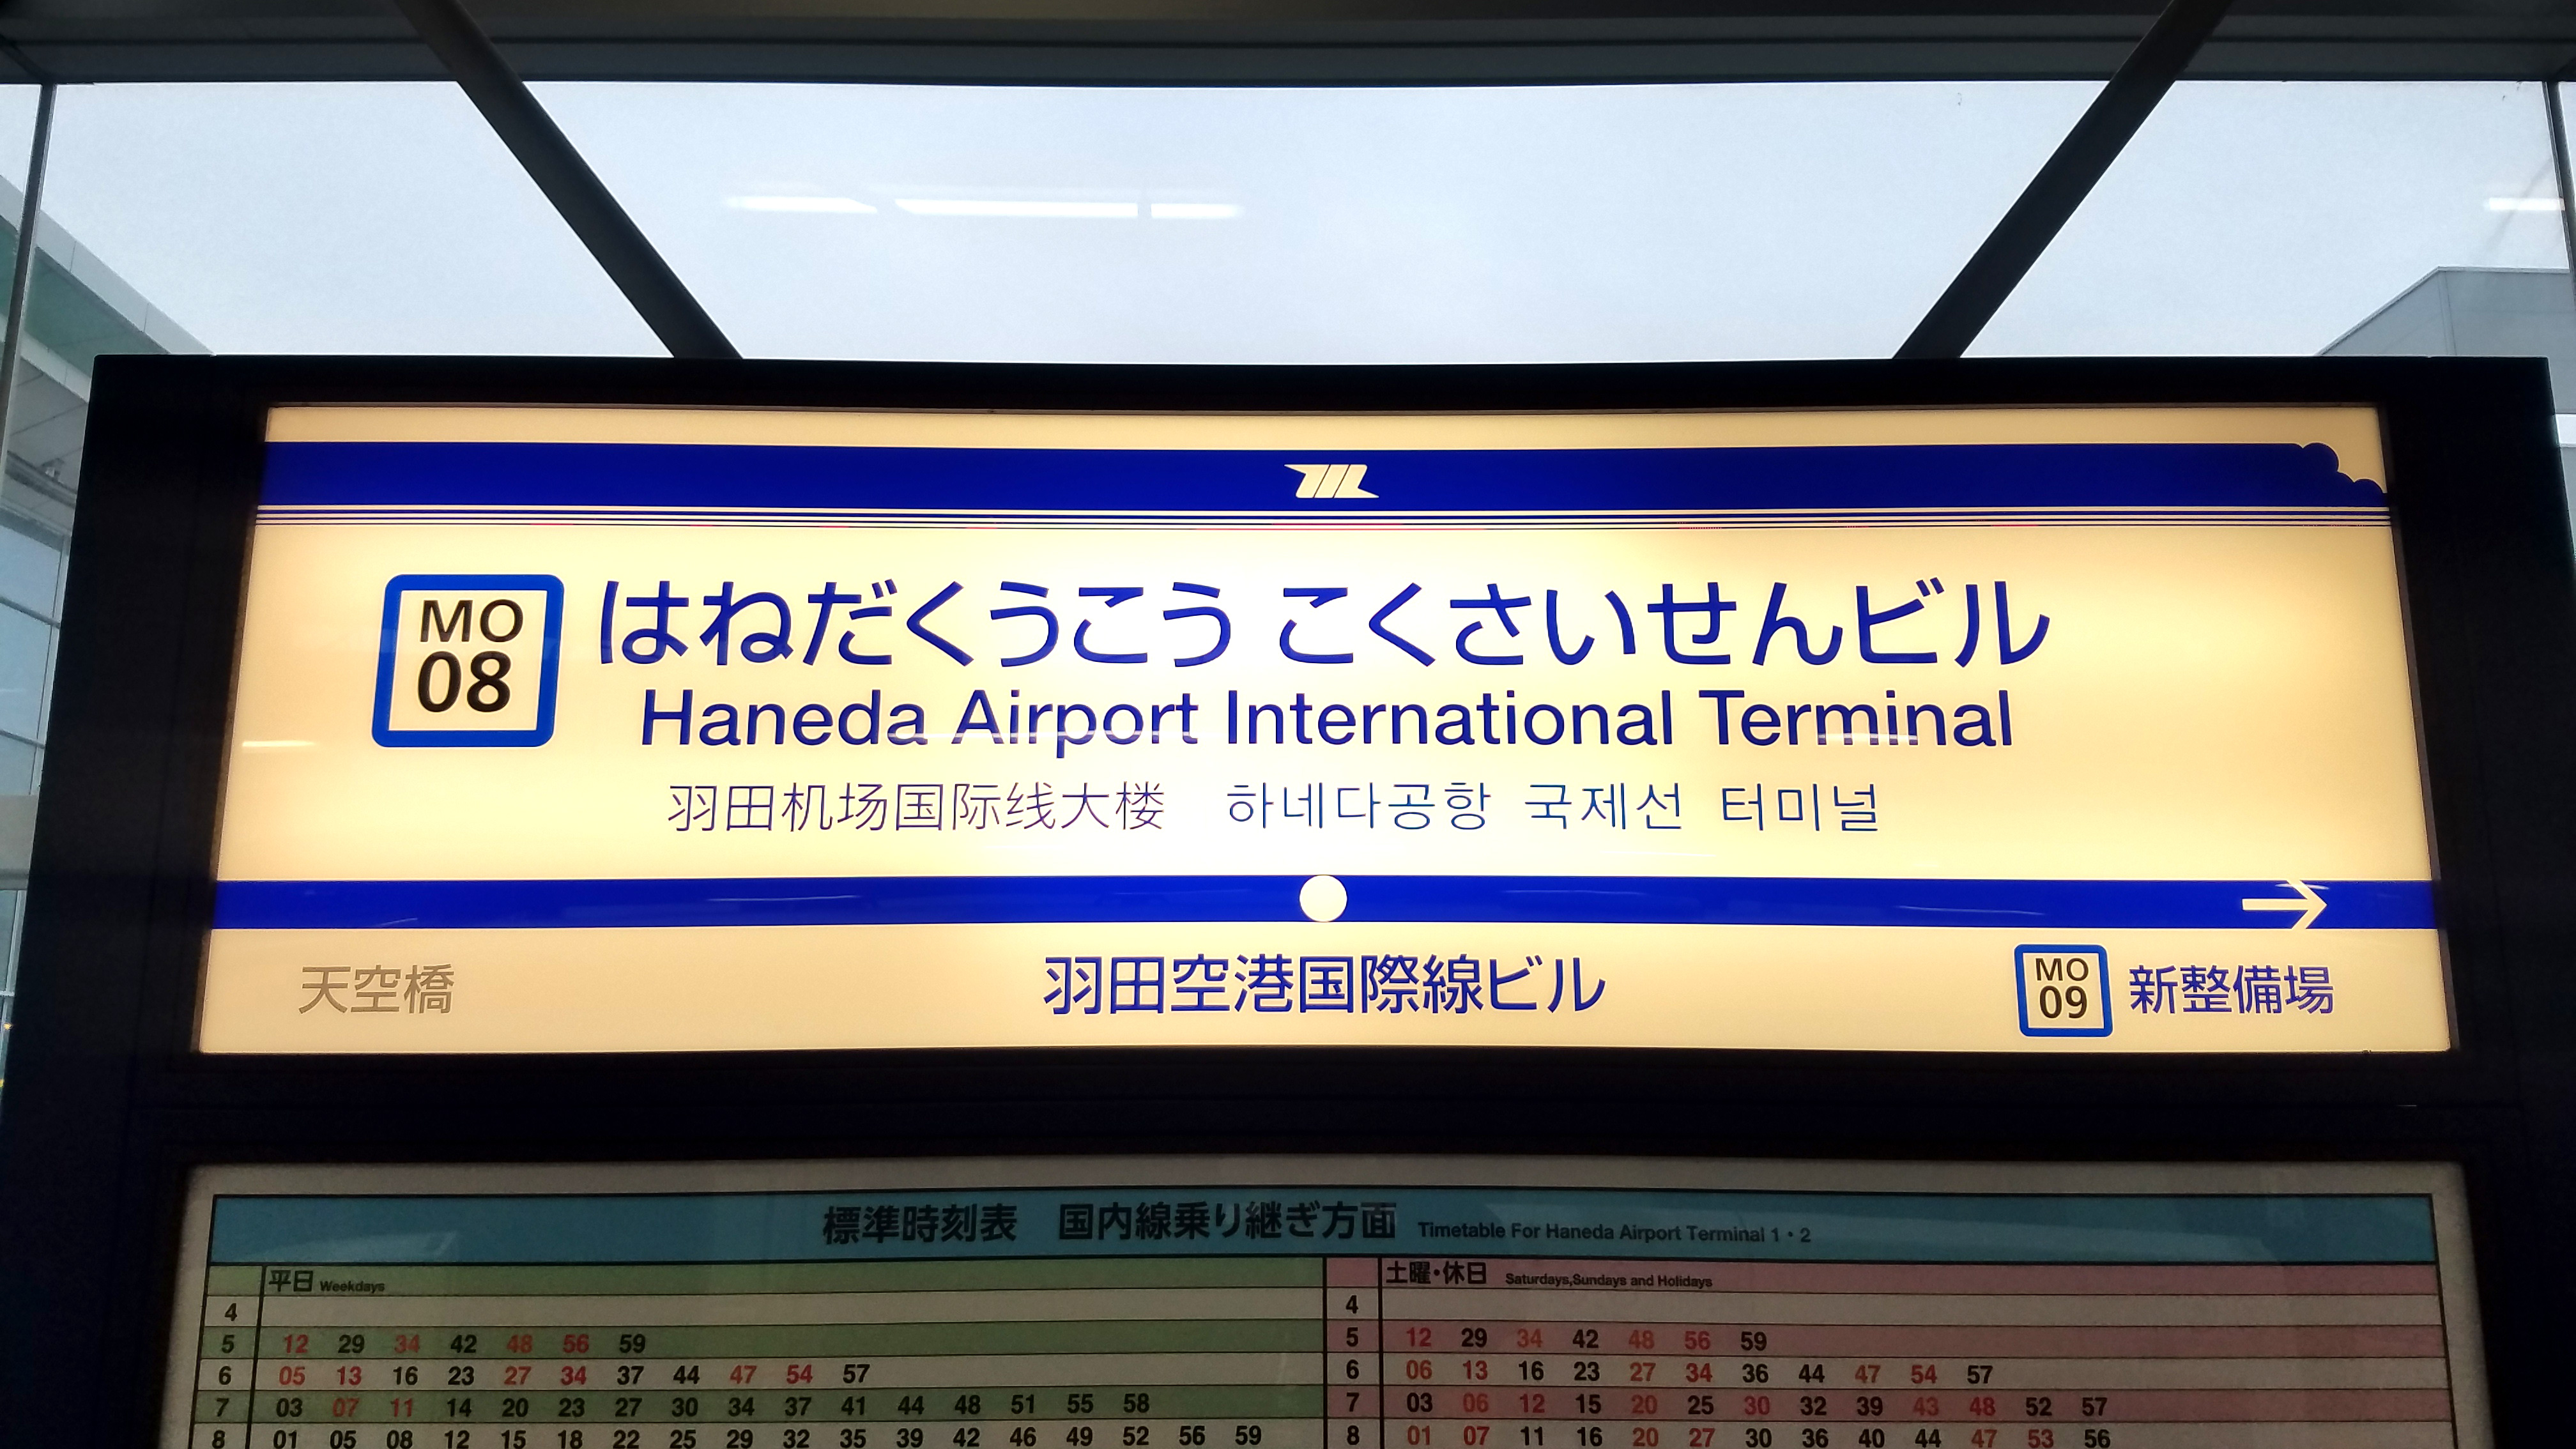 MO
08
はねだくうこう こくさいせんビル
Haneda Airport International Terminal
羽田机场国际线大楼 하네다공항 국제선 터미널
天空橋 羽田空港国際線ビル MO 09 新整備場
標準時刻表 国内線乗り継ぎ方面 Timetable For Haneda Airport Terminal 1・2
平日 Weekdays 土曜・休日 Saturdays,Sundays and Holidays
4 4
5 12 29 34 42 48 56 59 5 12 29 34 42 48 56 59
6 05 13 16 23 27 34 37 44 47 54 57 6 06 13 16 23 27 34 36 44 47 54 57
7 03 07 11 14 20 23 27 30 34 37 41 44 48 51 55 58 7 03 06 12 15 20 25 30 32 39 43 48 52 57
8 01 05 08 12 15 18 22 25 29 32 35 39 42 46 49 52 56 59 8 01 07 11 16 20 27 30 36 40 44 47 53 56